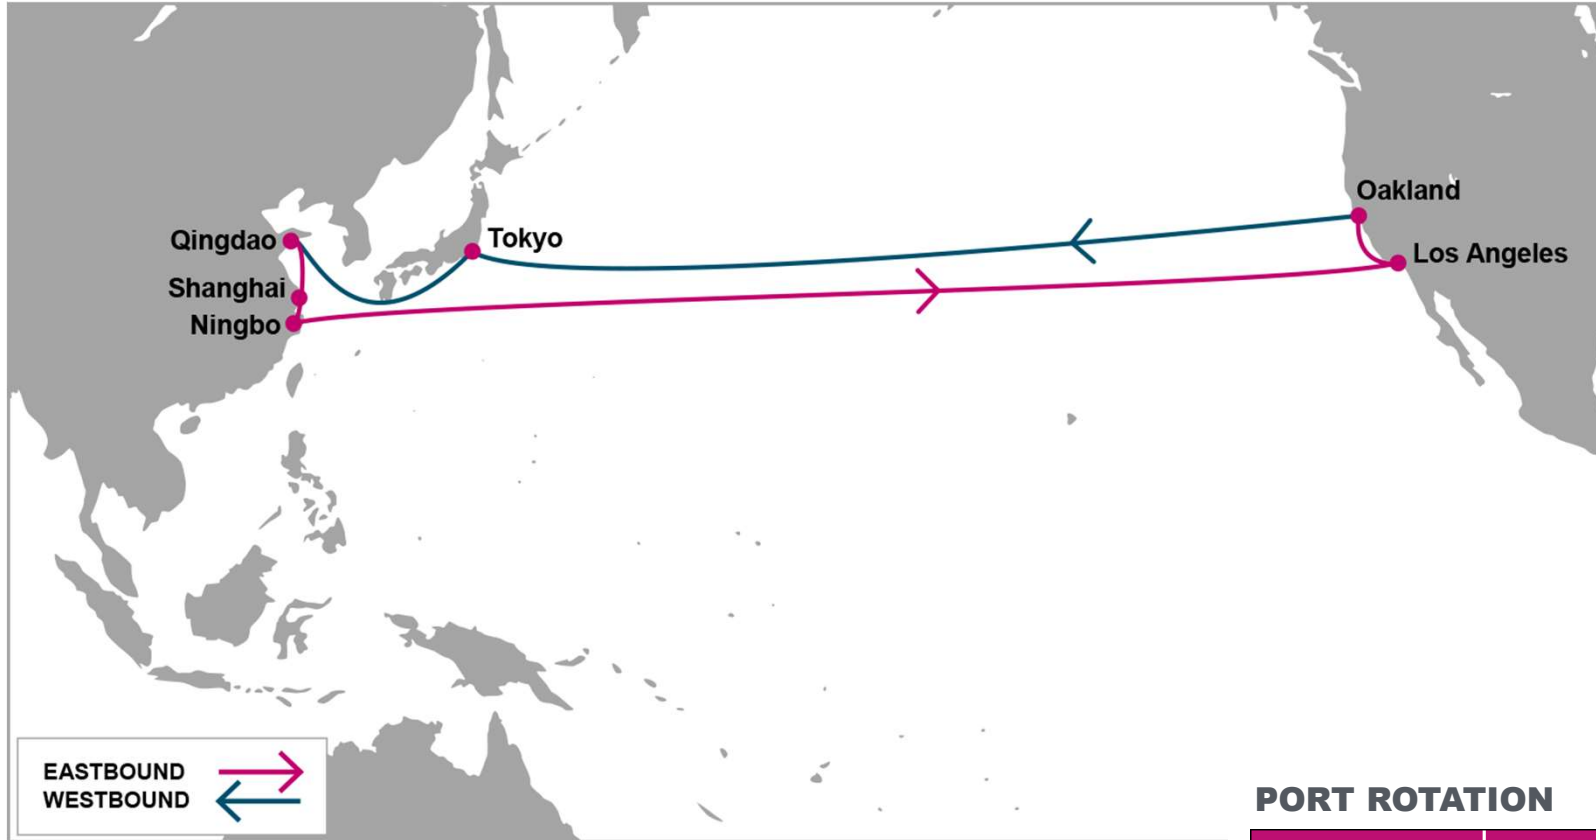 Oakland
Qingdao
Tokyo
Los Angeles
Shanghai
Ningbo
EASTBOUND
WESTBOUND
PORT ROTATION